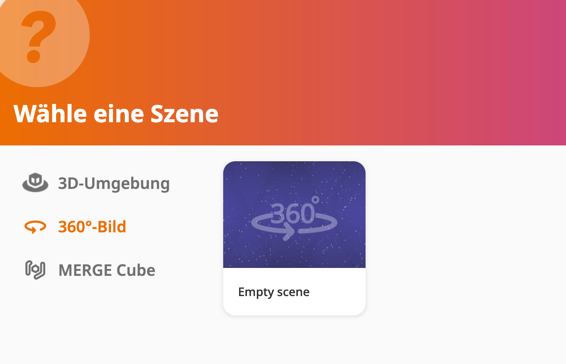 ?
Wähle eine Szene
3D-Umgebung
360°-Bild
MERGE Cube
360°
Empty scene